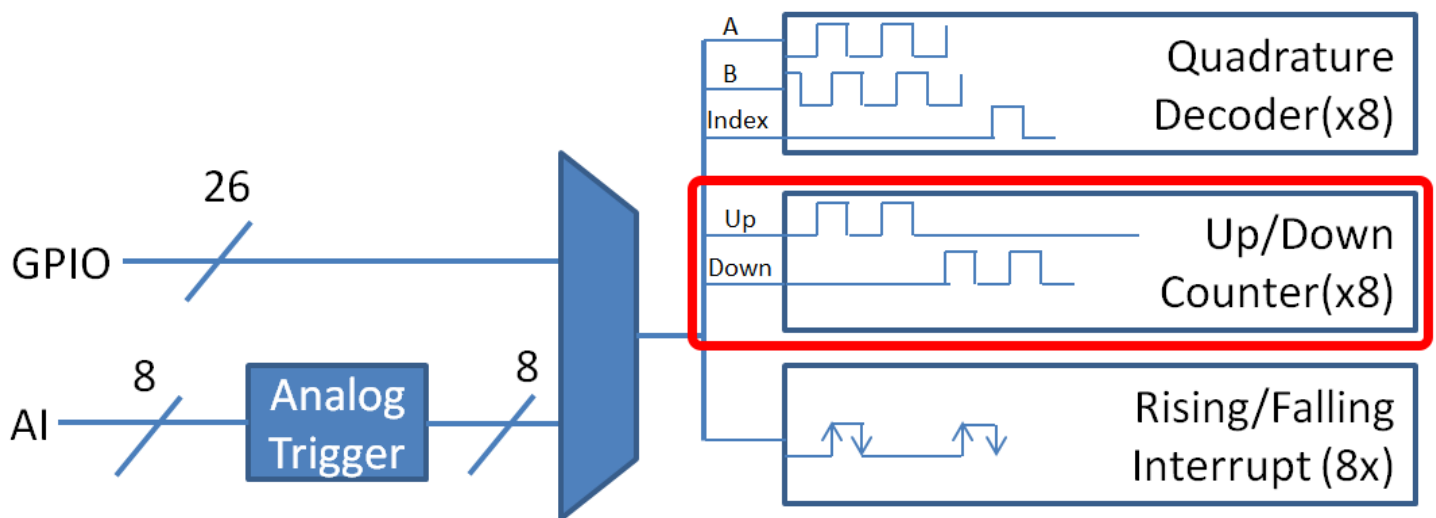 26
GPIO
8
AI
Analog
Trigger
8
A
B
Index
Quadrature
Decoder(x8)
Up
Down
Up/Down
Counter(x8)
Rising/Falling
Interrupt (8x)